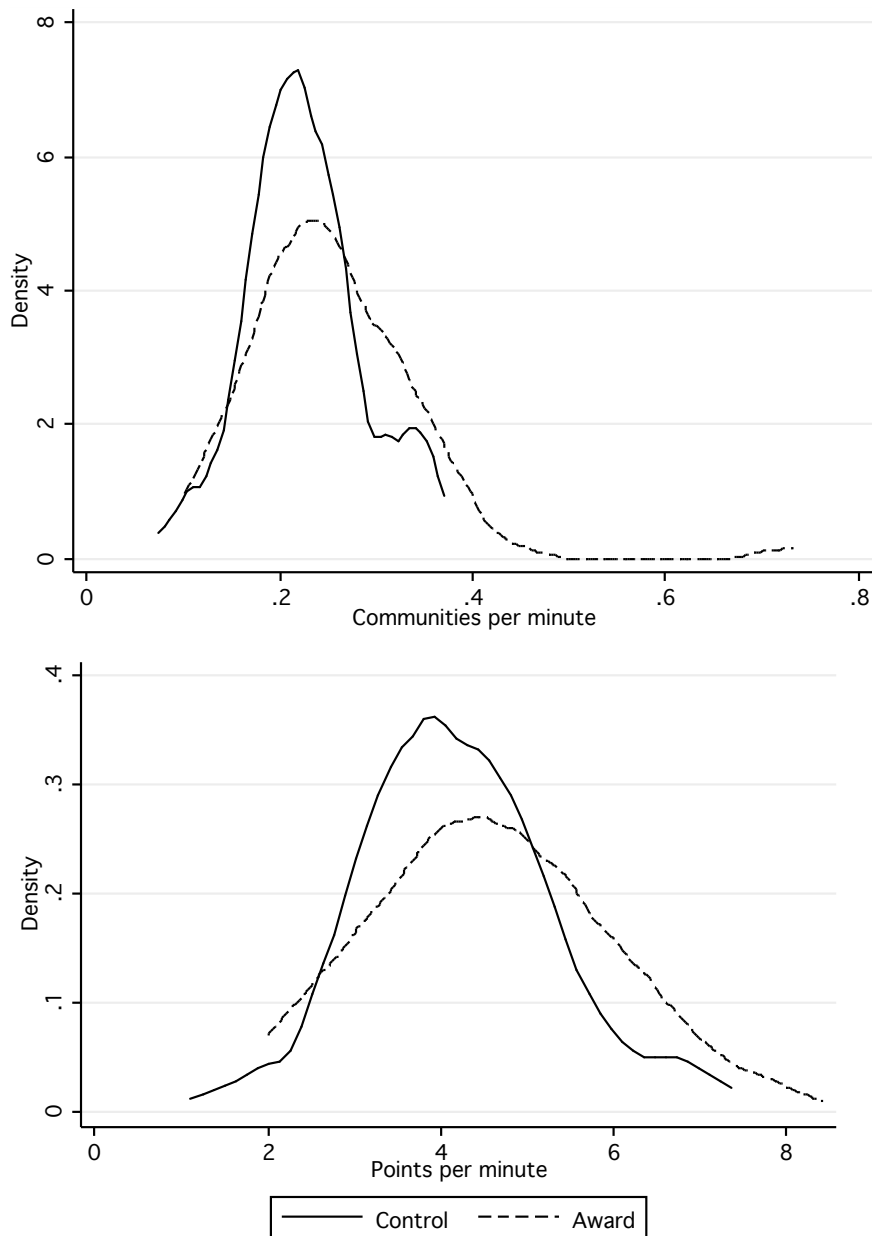 8
6
4
2
0
Density
0 .2 .4 .6 .8
Communities per minute
.4
.3
.2
.1
0
Density
0 2 4 6 8
Points per minute
Control Award